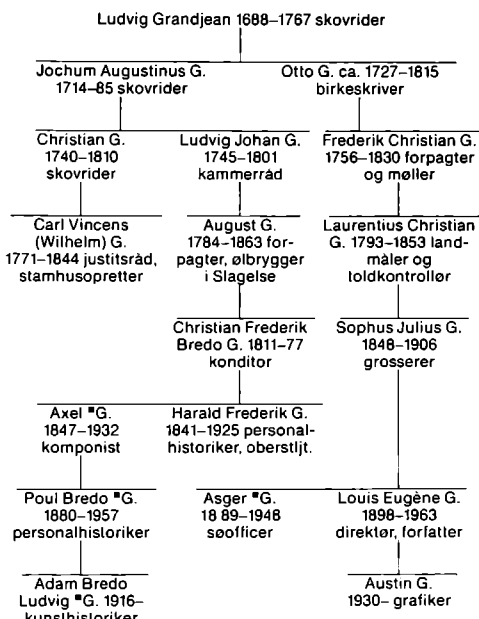 Ludvig Grandjean 1688–1767 skovrider
Jochum Augustinus G.
1714–85 skovrider
Otto G. ca. 1727–1815
birkeskriver
Christian G.
1740–1810
skovrider
Ludvig Johan G.
1745–1801
kammerråd
Frederik Christian G.
1756–1830 forpagter
og møller
Carl Vincens
(Wilhelm) G.
1771–1844 justitsråd,
stamhusopretter
August G.
1784–1863 for-
pagter, ølbrygger
i Slagelse
Laurentius Christian
G. 1793–1853 land-
måler og
toldkontrollør
Christian Frederik
Bredo G. 1811–77
konditor
Sophus Julius G.
1848–1906
grosserer
Axel ▪G.
1847–1932
komponist
Harald Frederik G.
1841–1925 personal-
historiker, oberstljt.
Poul Bredo ▪G.
1880–1957
personalhistoriker
Asger ▪G.
18 89–1948
søofficer
Louis Eugène G.
1898–1963
direktør, forfatter
Adam Bredo
Ludvig ▪G. 1916–
kunsthistoriker
Austin G.
1930– grafiker